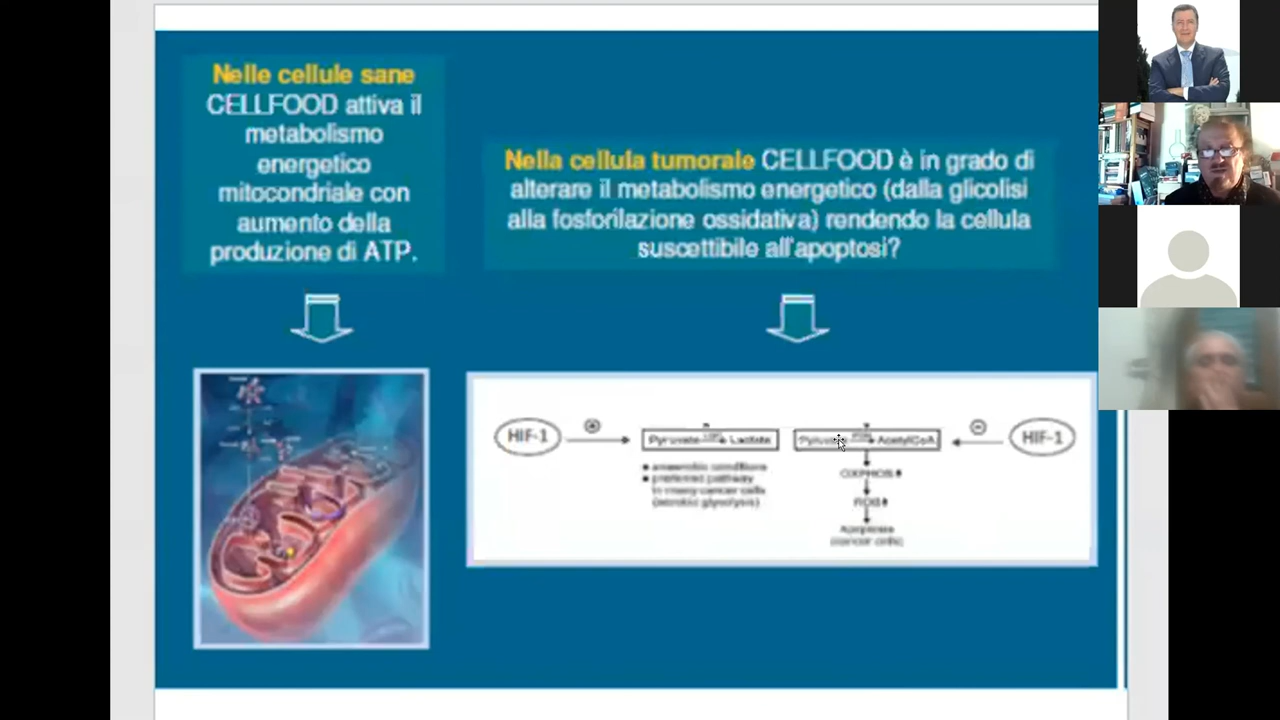 Nelle cellule sane
CELLFOOD attiva il
metabolismo
energetico
mitocondriale con
aumento della
produzione di ATP.
Nella cellula tumorale CELLFOOD è in grado di
alterare il metabolismo energetico (dalla glicolisi
alla fosforilazione ossidativa) rendendo la cellula
suscettibile all'apoptosi?
HIF-1
Pyruvate Lactate
anaerobic conditions
preferred pathway
in many cancer cells
(aerobic glycolysis)
Pyruvate AcetylCoA
HIF-1
OXPHOS
ROS
Apoptosis
(cancer cells)